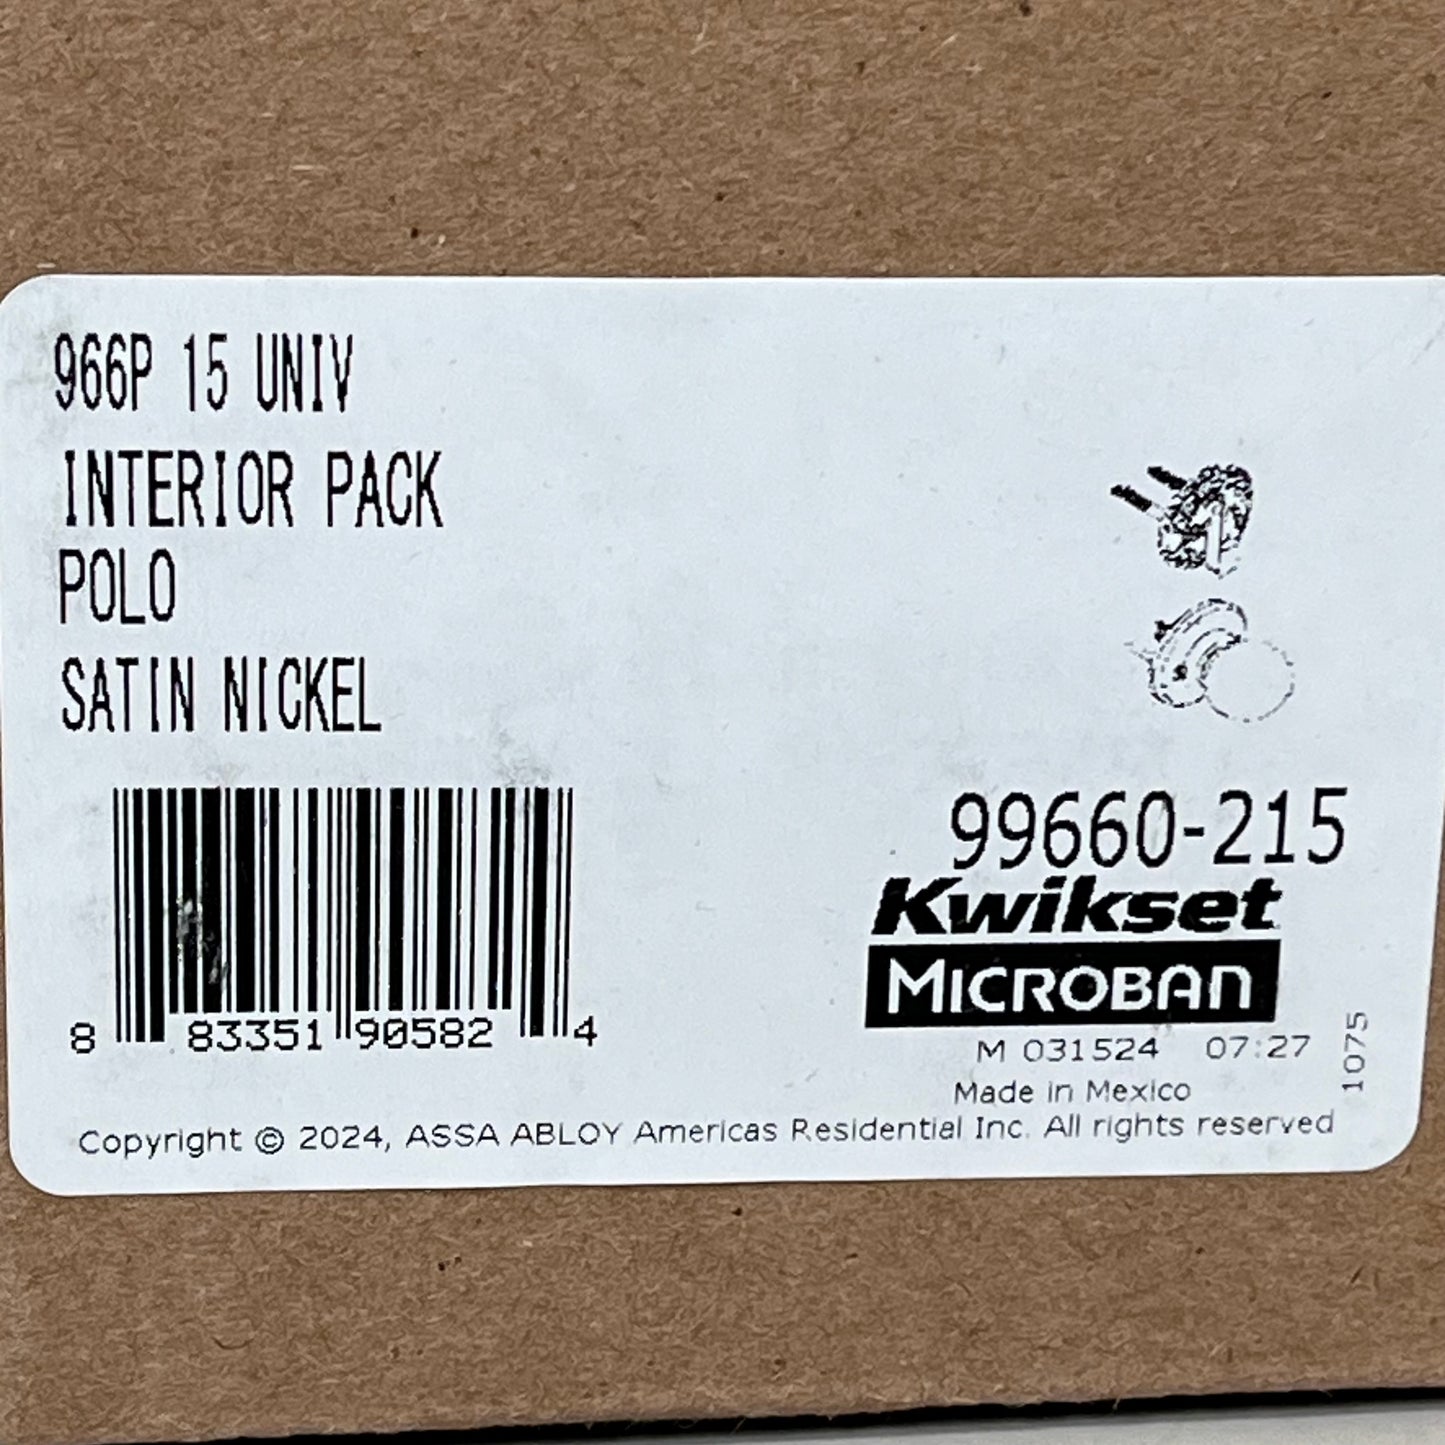 966P 15 UNIV
INTERIOR PACK
POLO
SATIN NICKEL
99660-215
Kwikset
MICROBAN
8 83351 90582 4
M 031524 07:27
1075
Made in Mexico
Copyright © 2024, ASSA ABLOY Americas Residential Inc. All rights reserved